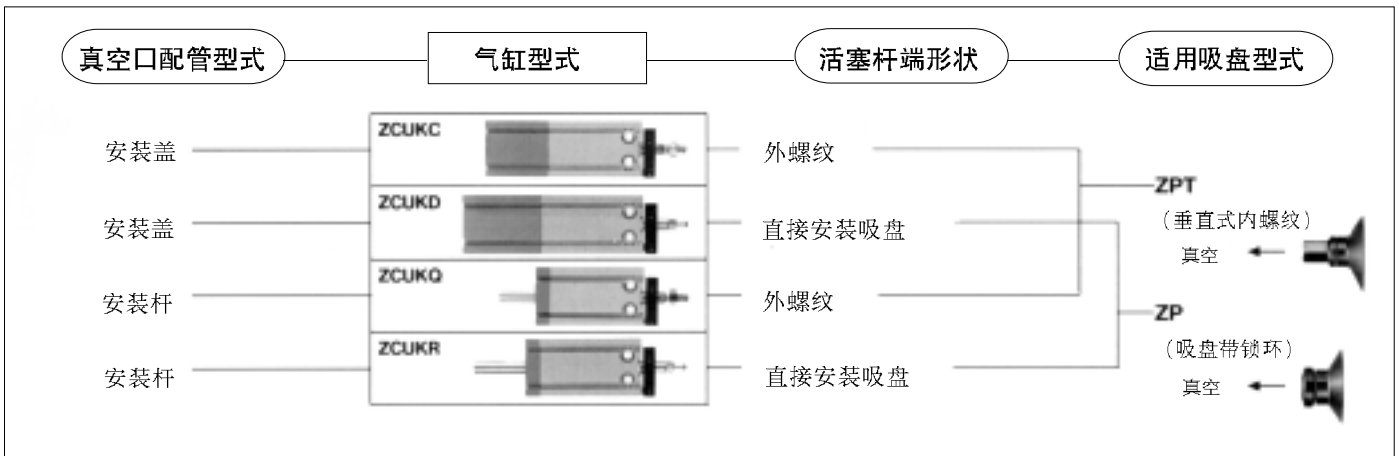 真空口配管型式
气缸型式
活塞杆端形状
适用吸盘型式
安装盖
ZCUKC
外螺纹
安装盖
ZCUKD
直接安装吸盘
安装杆
ZCUKQ
外螺纹
安装杆
ZCUKR
直接安装吸盘
ZPT
（垂直式内螺纹）
真空
ZP
（吸盘带锁环）
真空